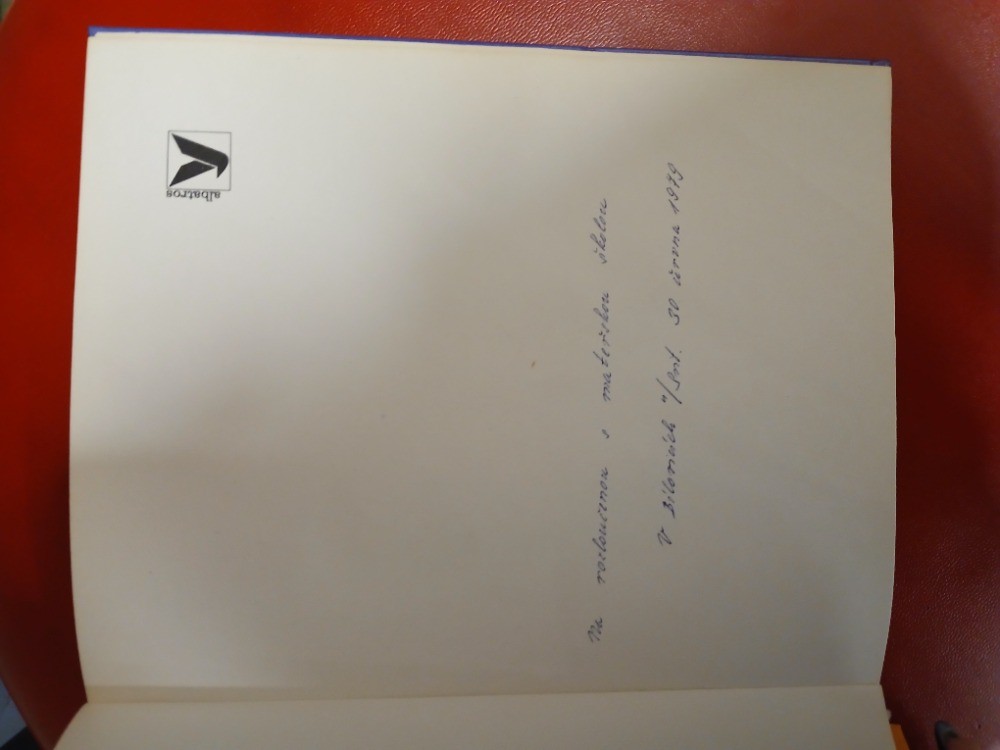 albatros
Na rozloučenou s mateřskou školou
V Bílovicích n/Svit. 30 června 1979